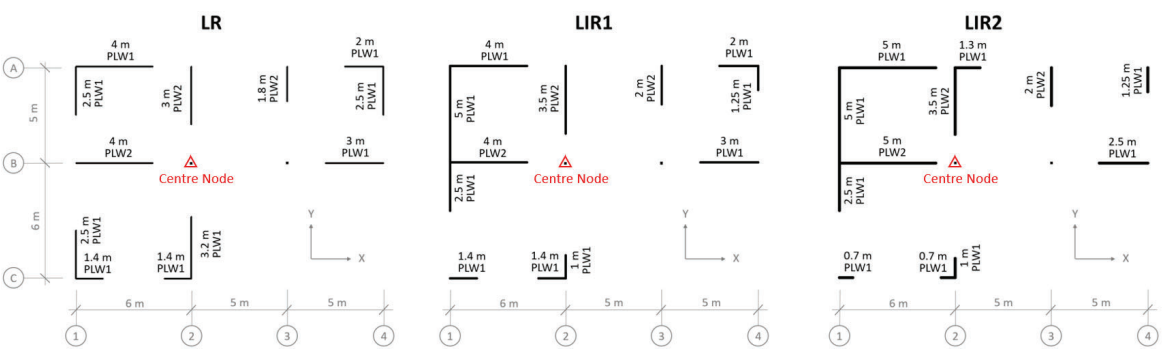 LR
LIR1
LIR2
4 m
PLW1
2 m
PLW1
2.5 m
PLW1
3 m
PLW2
1.8 m
PLW2
2.5 m
PLW1
4 m
PLW2
3 m
PLW1
Centre Node
2.5 m
PLW1
3.2 m
PLW1
1.4 m
PLW1
1.4 m
PLW1
Y
X
A
B
C
5 m
6 m
6 m
5 m
5 m
1
2
3
4
4 m
PLW1
2 m
PLW1
5 m
PLW1
3.5 m
PLW2
2 m
PLW2
1.25 m
PLW1
4 m
PLW2
3 m
PLW1
Centre Node
2.5 m
PLW1
1.4 m
PLW1
1.4 m
PLW1
1 m
PLW1
Y
X
6 m
5 m
5 m
1
2
3
4
5 m
PLW1
1.3 m
PLW1
5 m
PLW1
3.5 m
PLW2
2 m
PLW2
1.25 m
PLW1
5 m
PLW2
2.5 m
PLW1
Centre Node
2.5 m
PLW1
0.7 m
PLW1
0.7 m
PLW1
1 m
PLW1
Y
X
6 m
5 m
5 m
1
2
3
4